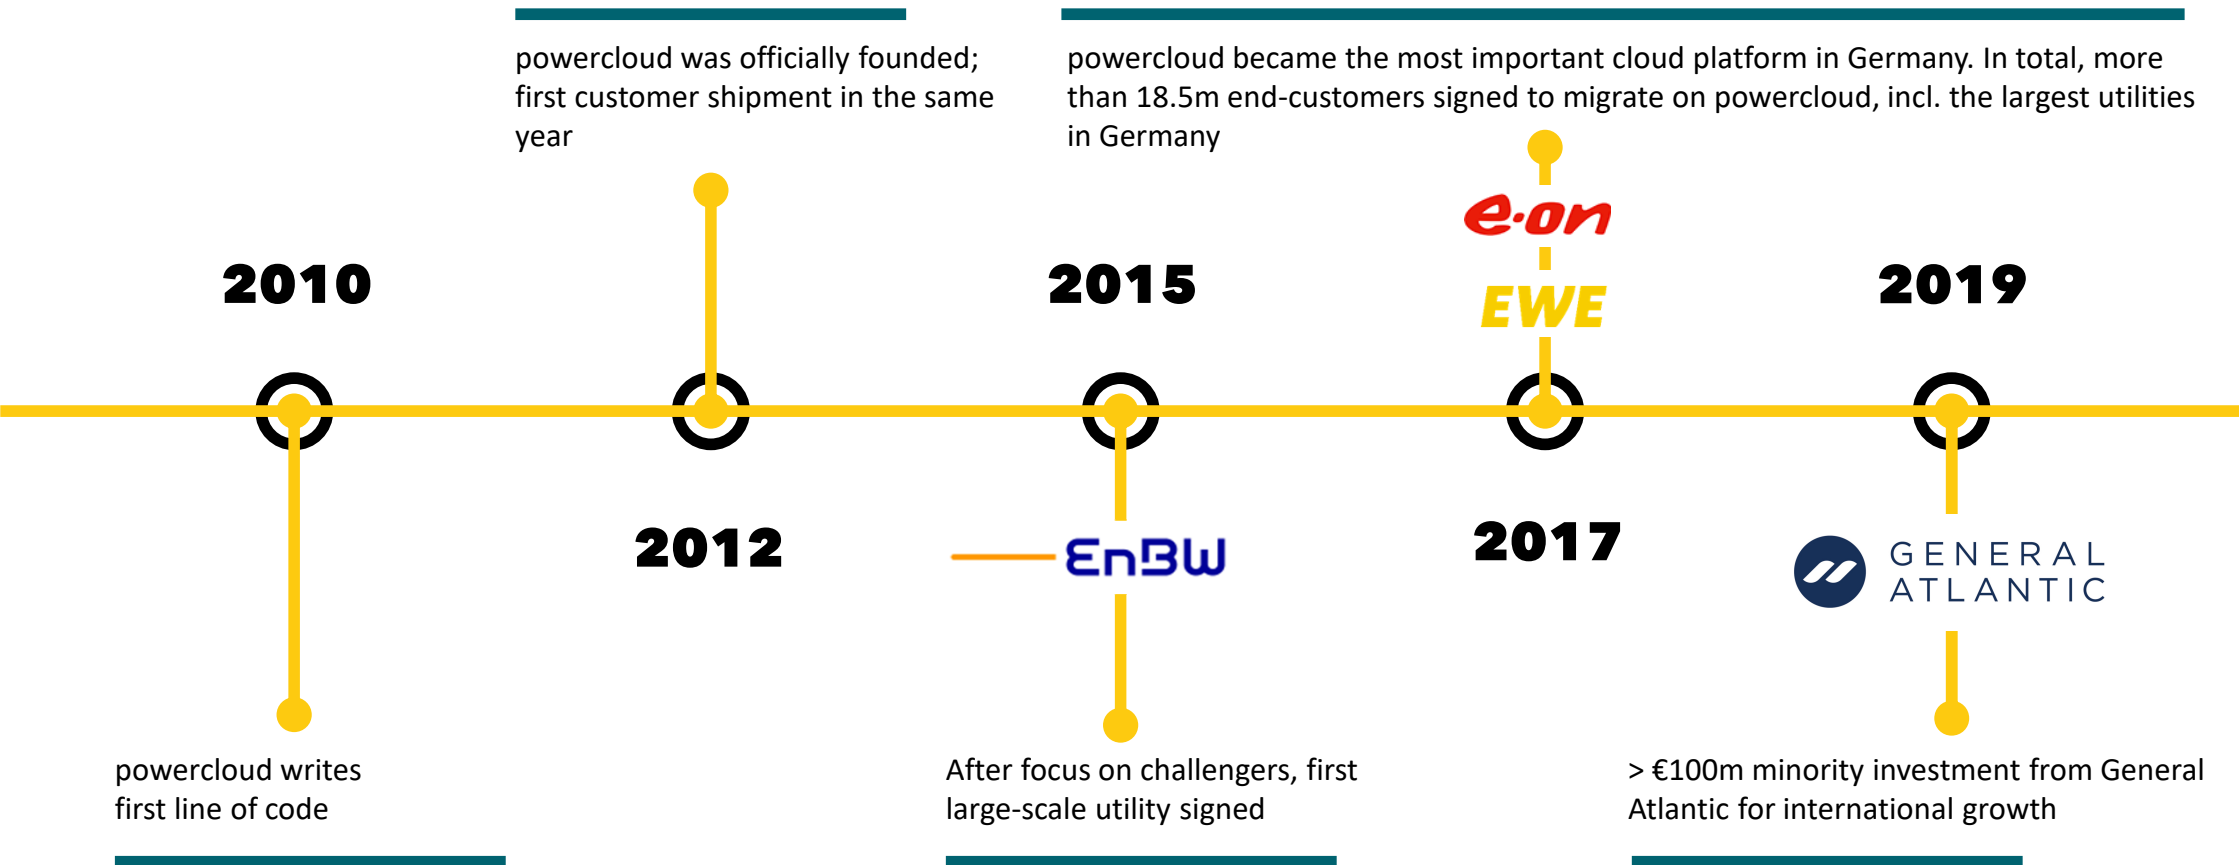 powercloud was officially founded;
first customer shipment in the same
year
powercloud became the most important cloud platform in Germany. In total, more
than 18.5m end-customers signed to migrate on powercloud, incl. the largest utilities
in Germany
e·on
2010
2015
EWE
2019
2012
EnBW
2017
GENERAL
ATLANTIC
powercloud writes
first line of code
After focus on challengers, first
large-scale utility signed
> €100m minority investment from General
Atlantic for international growth